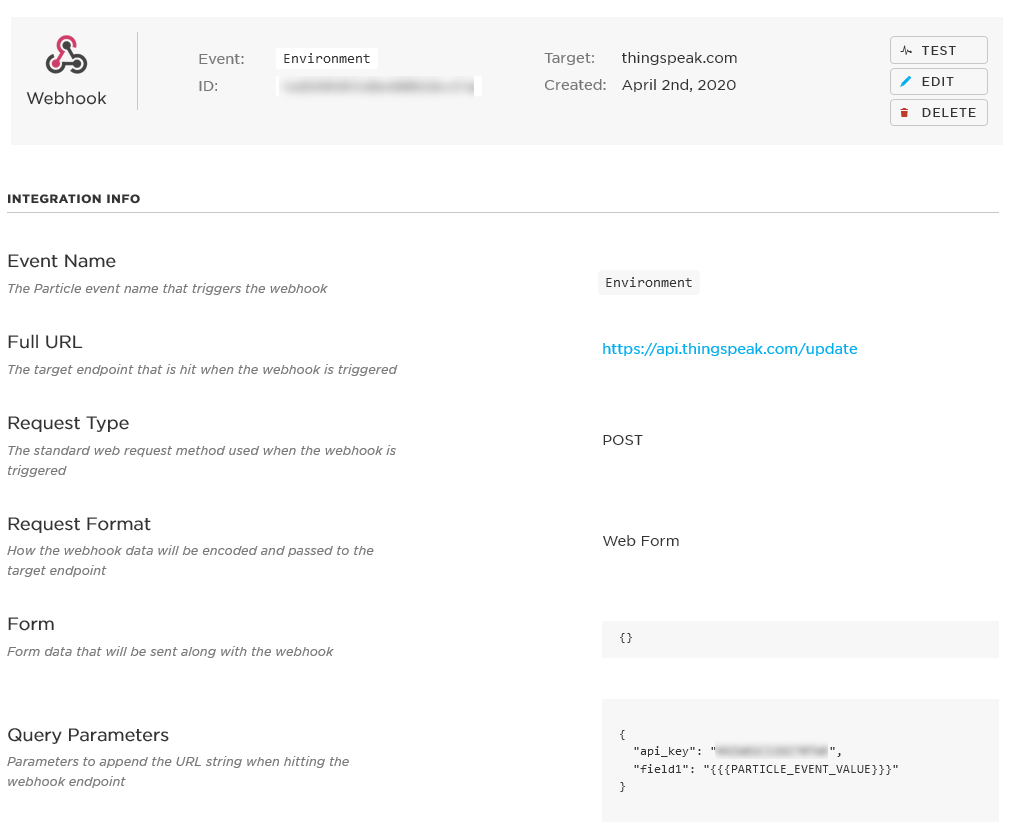 Webhook
Event: Environment
ID:
Target: thingspeak.com
Created: April 2nd, 2020
TEST
EDIT
DELETE
INTEGRATION INFO
Event Name
The Particle event name that triggers the webhook
Environment
Full URL
The target endpoint that is hit when the webhook is triggered
https://api.thingspeak.com/update
Request Type
The standard web request method used when the webhook is
triggered
POST
Request Format
How the webhook data will be encoded and passed to the
target endpoint
Web Form
Form
Form data that will be sent along with the webhook
{}
Query Parameters
Parameters to append the URL string when hitting the
webhook endpoint
{
"api_key": "",
"field1": "{{{PARTICLE_EVENT_VALUE}}}"
}